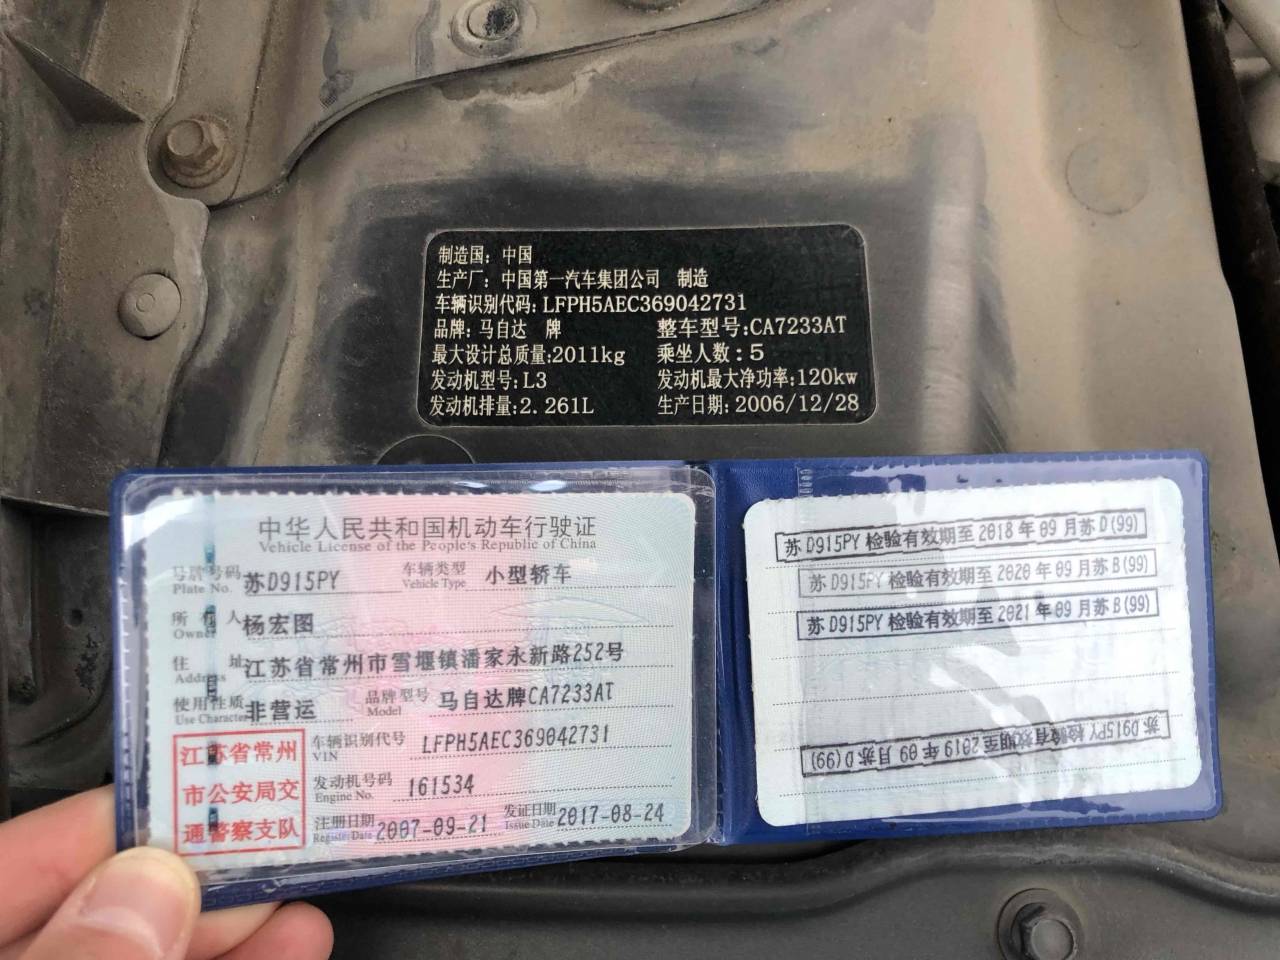 制造国：中国
生产厂：中国第一汽车集团公司 制造
车辆识别代码：LFPH5AEC369042731
品牌：马自达 牌 整车型号：CA7233AT
最大设计总质量：2011kg 乘坐人数：5
发动机型号：L3 发动机最大净功率：120kw
发动机排量：2.261L 生产日期：2006/12/28
中华人民共和国机动车行驶证
Vehicle License of the People's Republic of China
号牌号码 苏D915PY 车辆类型 小型轿车
Plate No. Vehicle Type
所有人 杨宏图
Owner
住址 江苏省常州市雪堰镇潘家永新路252号
Address
使用性质 非营运 品牌型号 马自达牌CA7233AT
Use Character Model
江苏省常州
市公安局交
通警察支队
车辆识别代号 LFPH5AEC369042731
VIN
发动机号码 161534
Engine No.
注册日期 2007-09-21 发证日期 2017-08-24
Register Date Issue Date
苏D915PY 检验有效期至2018年09月苏D(99)
苏D915PY 检验有效期至2020年09月苏B(99)
苏D915PY 检验有效期至2021年09月苏B(99)
苏D915PY 检验有效期至2019年09月苏D(99)